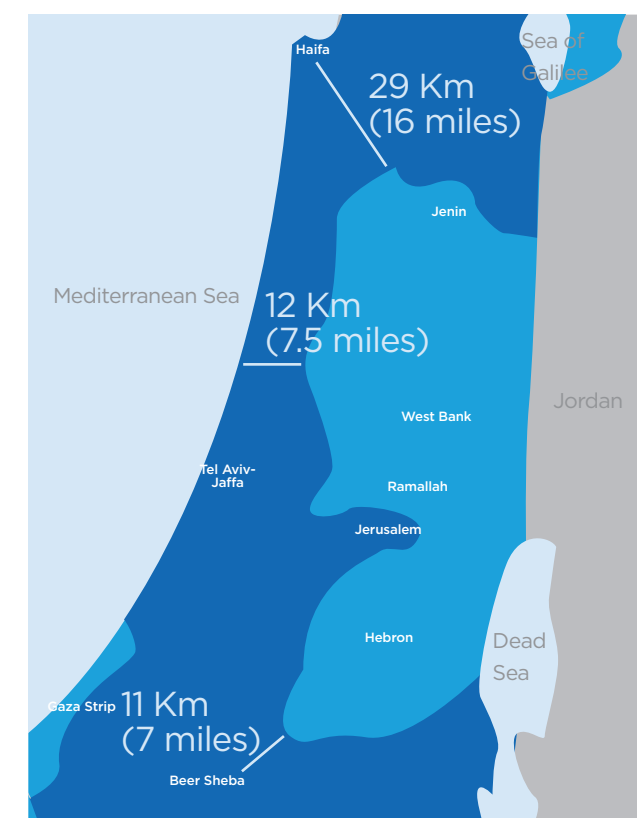 Haifa
Sea of
Galilee
29 Km
(16 miles)
Jenin
Mediterranean Sea
12 Km
(7.5 miles)
Jordan
West Bank
Tel Aviv-
Jaffa
Ramallah
Jerusalem
Hebron
Dead
Sea
Gaza Strip
11 Km
(7 miles)
Beer Sheba